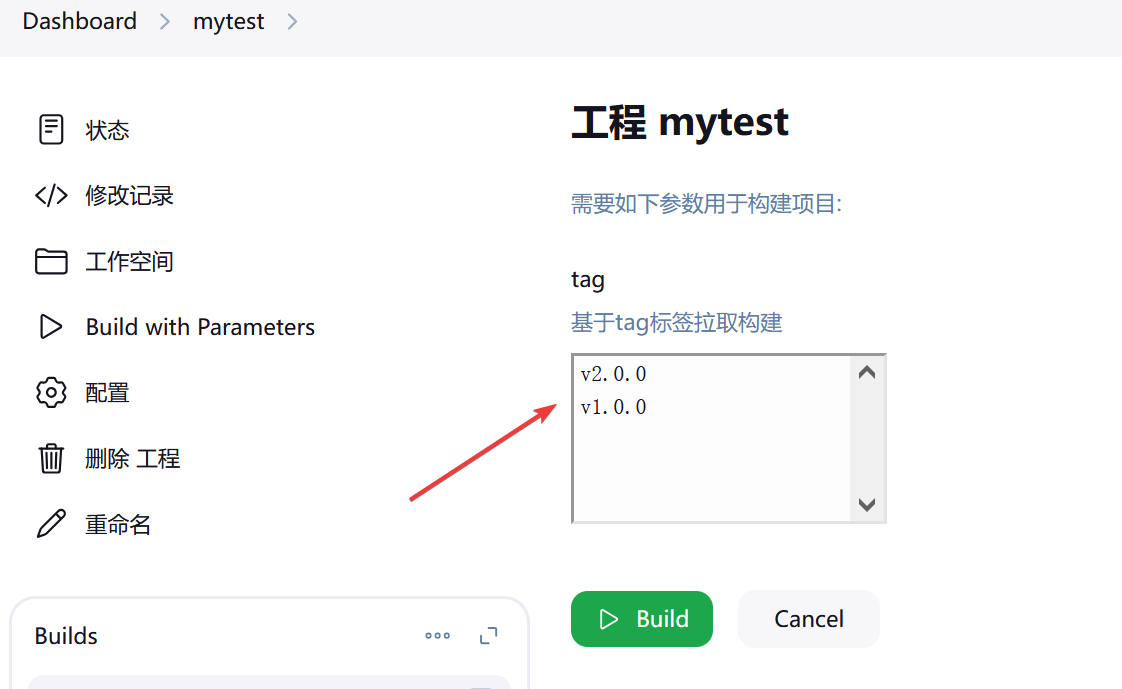 Dashboard > mytest >
状态
修改记录
工作空间
Build with Parameters
配置
删除 工程
重命名
Builds
工程 mytest
需要如下参数用于构建项目:
tag
基于tag标签拉取构建
v2.0.0
v1.0.0
Build
Cancel